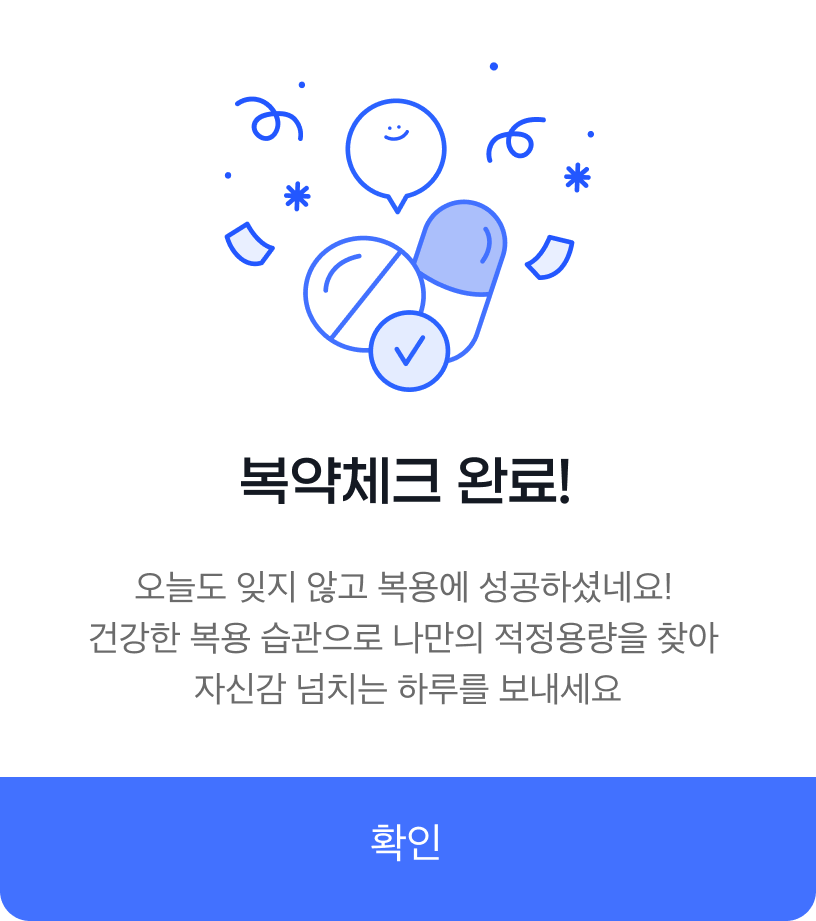 복약체크 완료!
오늘도 잊지 않고 복용에 성공하셨네요!
건강한 복용 습관으로 나만의 적정용량을 찾아
자신감 넘치는 하루를 보내세요
확인